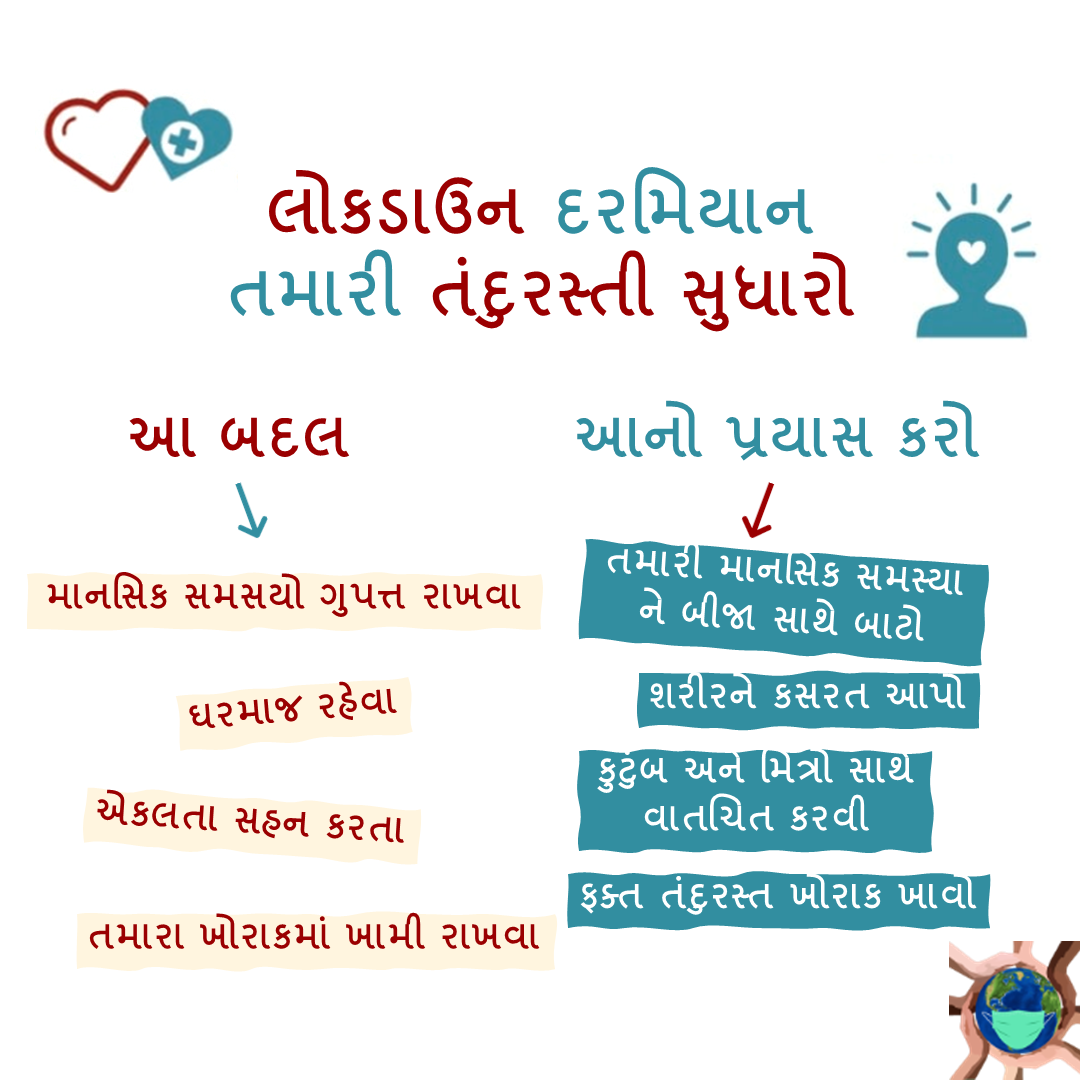 લોકડાઉન દરમિયાન
તમારી તંદુરસ્તી સુધારો
આ બદલ
માનસિક સમસયો ગુપત્ત રાખવા
ઘરમાજ રહેવા
એકલતા સહન કરતા
તમારા ખોરાકમાં ખામી રાખવા
આનો પ્રયાસ કરો
તમારી માનસિક સમસ્યા
ને બીજા સાથે બાટો
શરીરને કસરત આપો
કુટુંબ અને મિત્રો સાથે
વાતચિત કરવી
ફક્ત તંદુરસ્ત ખોરાક ખાવો